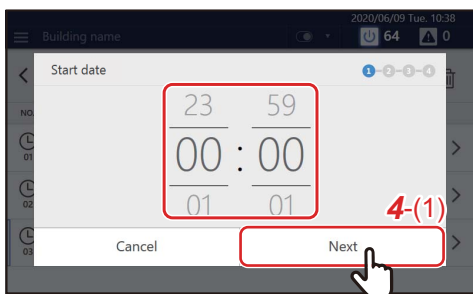 2020/06/09 Tue. 10:38
Building name
64
0
Start date
1-2-3-4
NO.
23 59
00 : 00
01 01
01
02
03
4-(1)
Cancel
Next